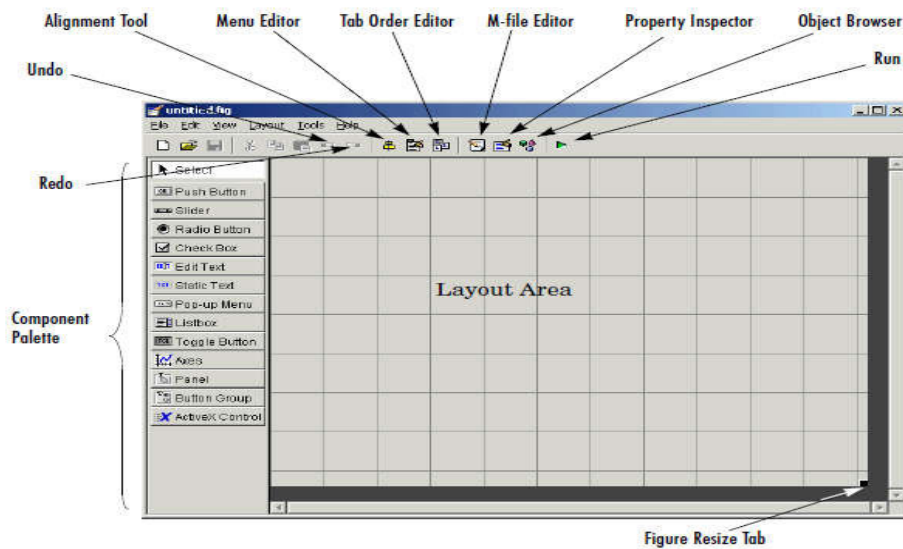 Alignment Tool
Menu Editor
Tab Order Editor
M-file Editor
Property Inspector
Object Browser
Undo
Run
untitled.fig
File Edit View Layout Tools Help
Redo
Select
Push Button
Slider
Radio Button
Check Box
Edit Text
Static Text
Pop-up Menu
Listbox
Toggle Button
Axes
Panel
Button Group
ActiveX Control
Layout Area
Component
Palette
Figure Resize Tab